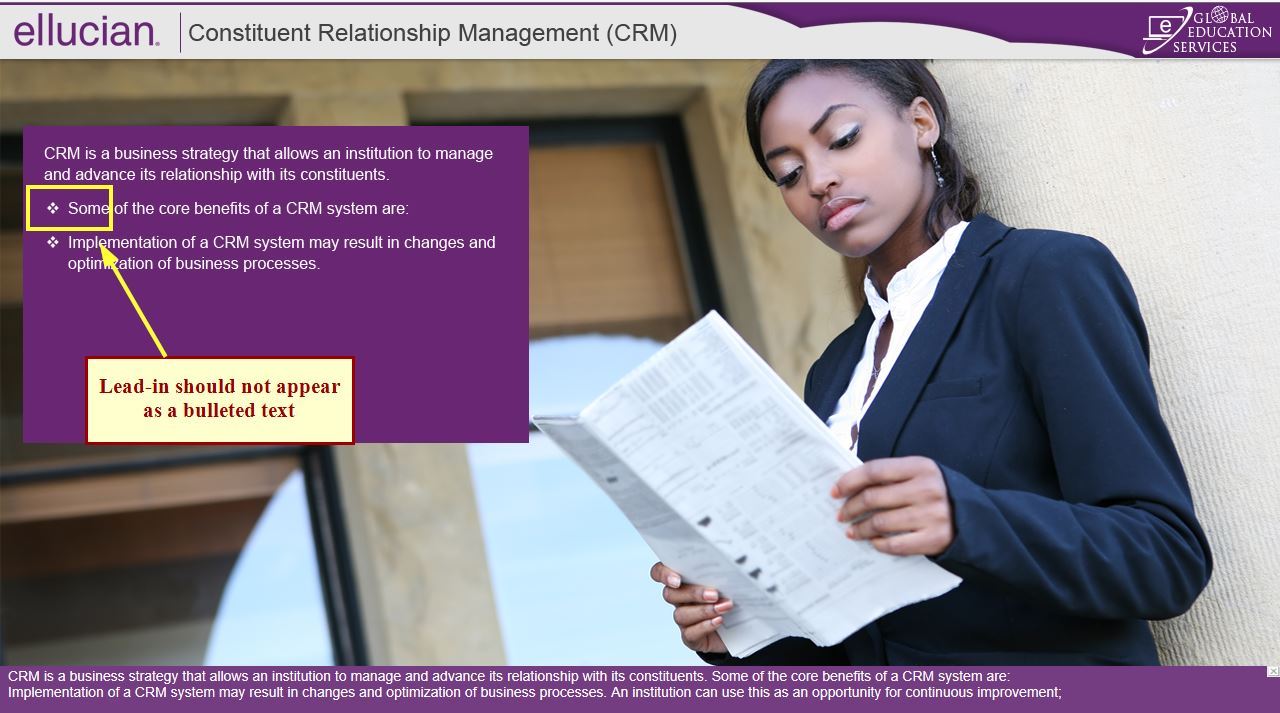 ellucian.
Constituent Relationship Management (CRM)
e GLOBAL
EDUCATION
SERVICES
CRM is a business strategy that allows an institution to manage
and advance its relationship with its constituents.
❖ Some of the core benefits of a CRM system are:
❖ Implementation of a CRM system may result in changes and
optimization of business processes.
Lead-in should not appear
as a bulleted text
CRM is a business strategy that allows an institution to manage and advance its relationship with its constituents. Some of the core benefits of a CRM system are:
Implementation of a CRM system may result in changes and optimization of business processes. An institution can use this as an opportunity for continuous improvement;